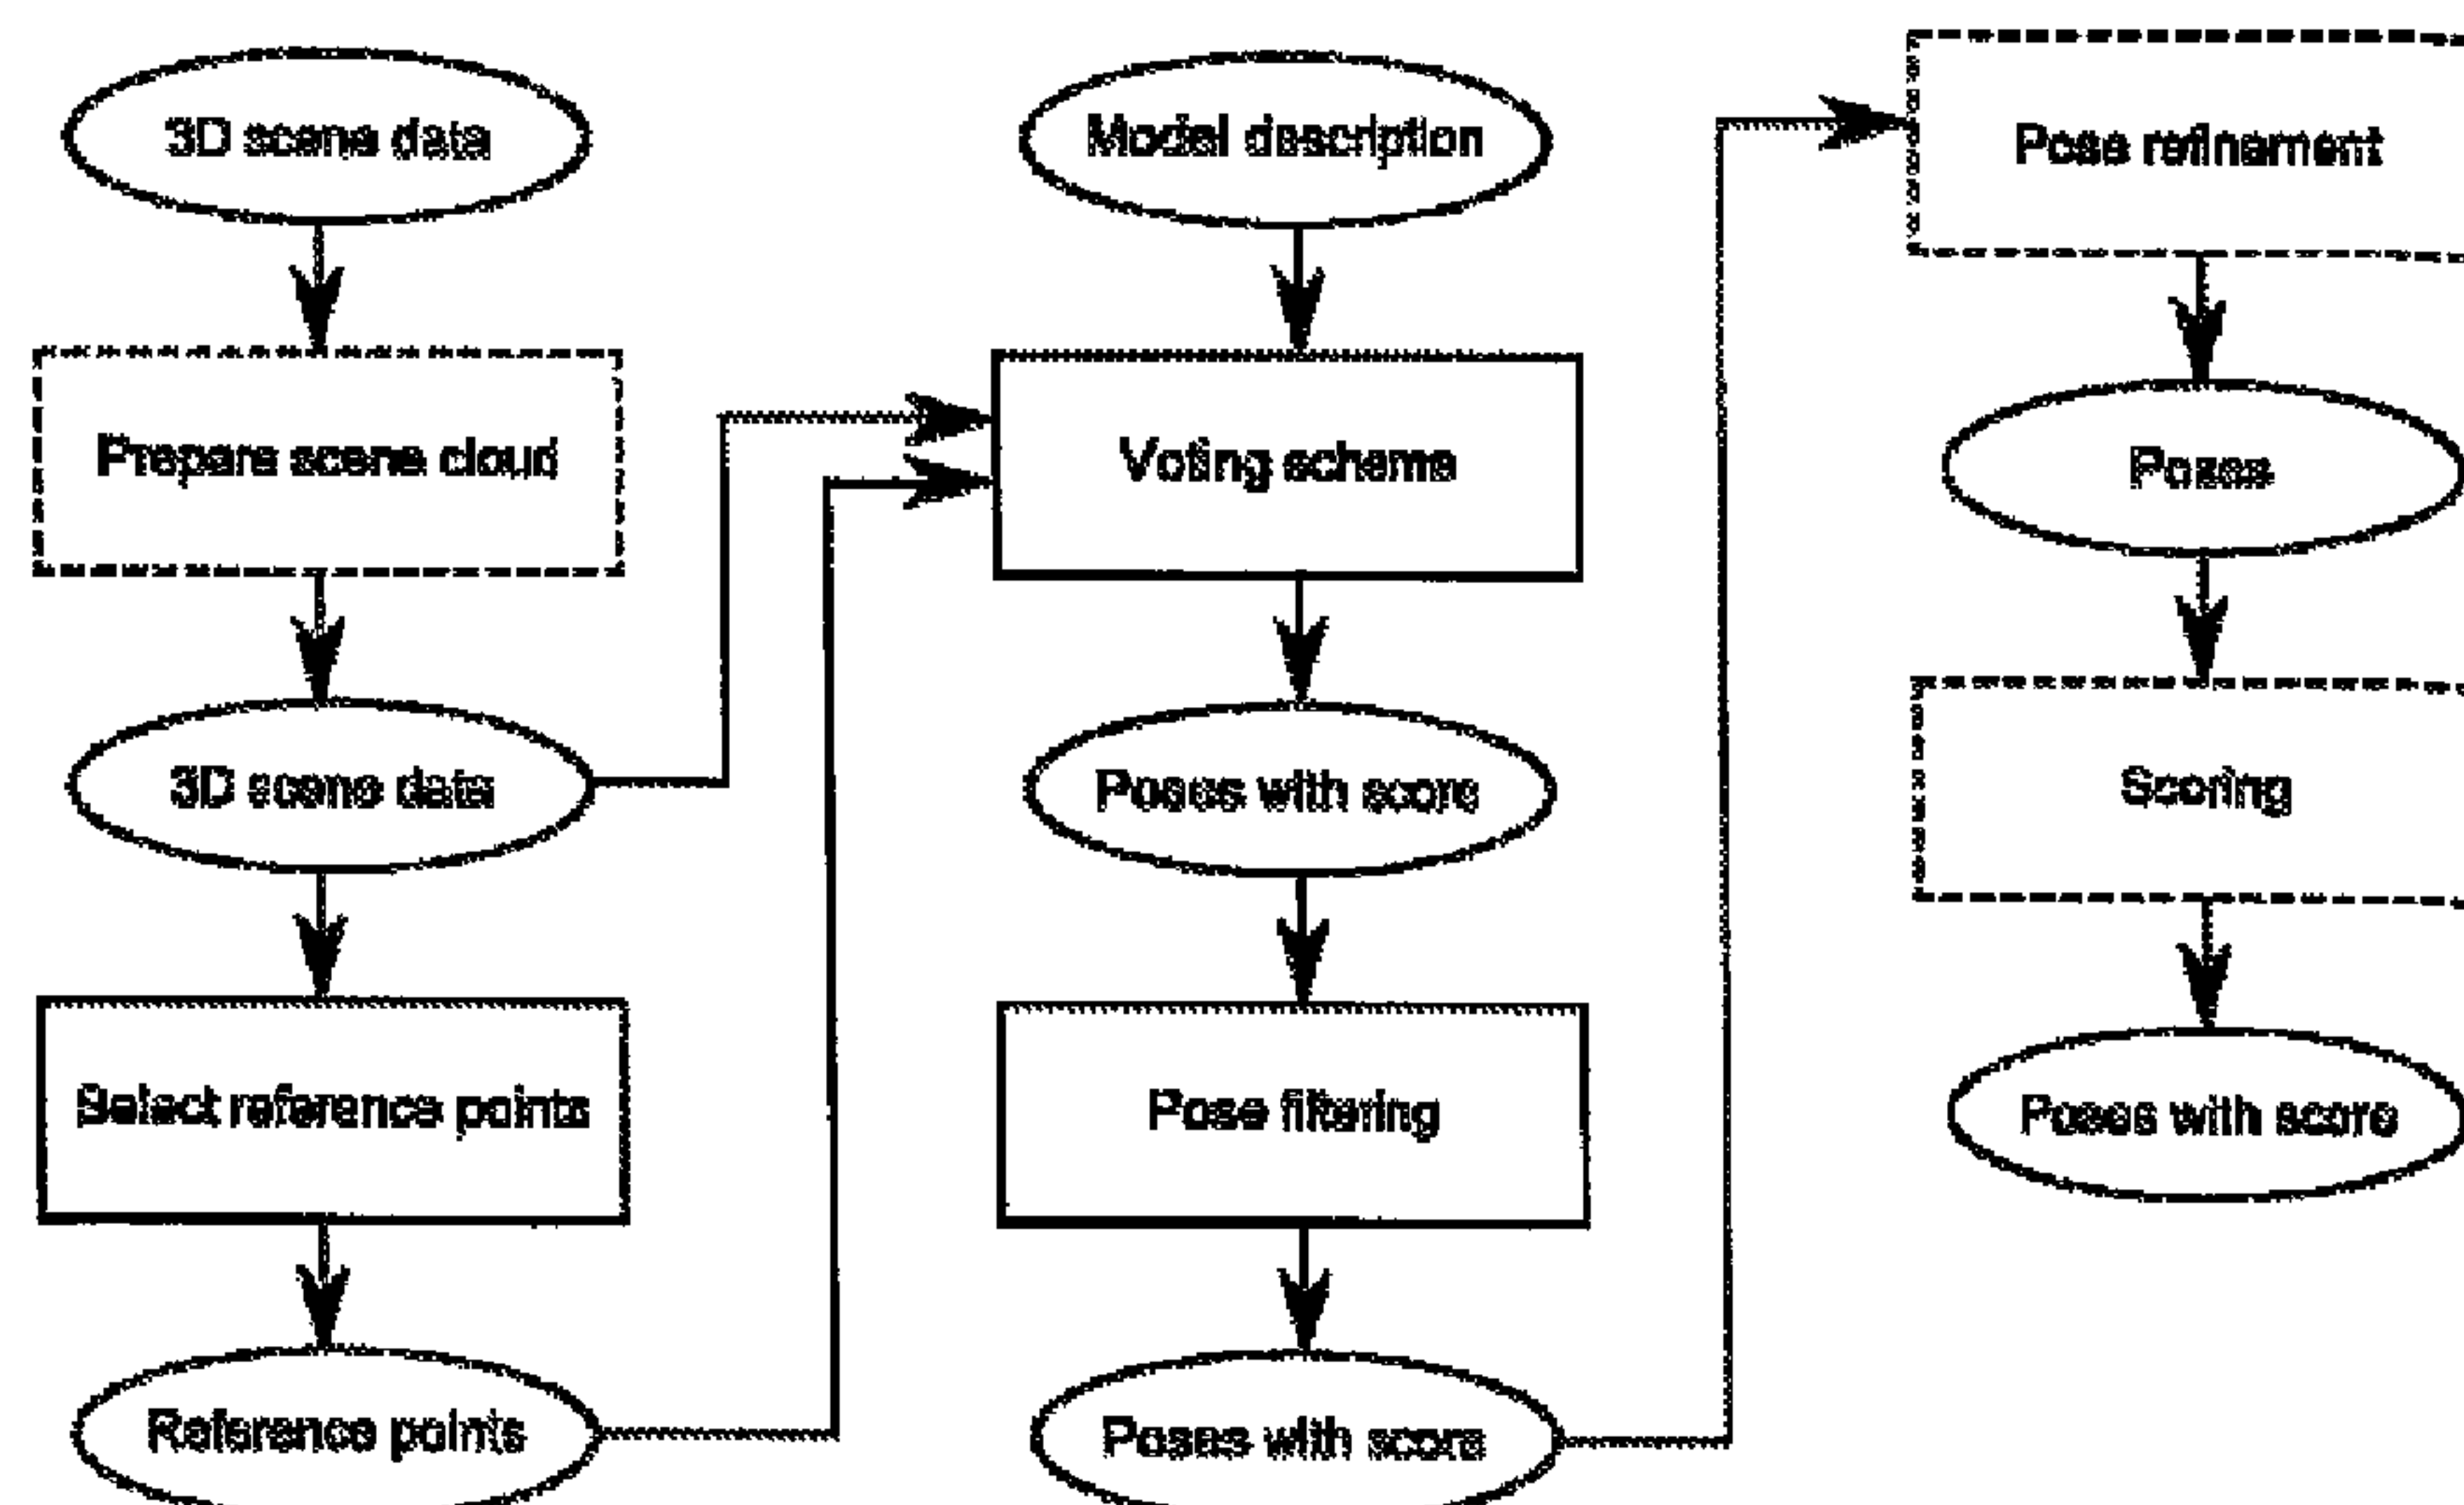 3D scene data
Prepare scene cloud
3D scene data
Select reference points
Reference points
Model description
Voting scheme
Poses with score
Pose filtering
Poses with score
Pose refinement
Poses
Scoring
Poses with score